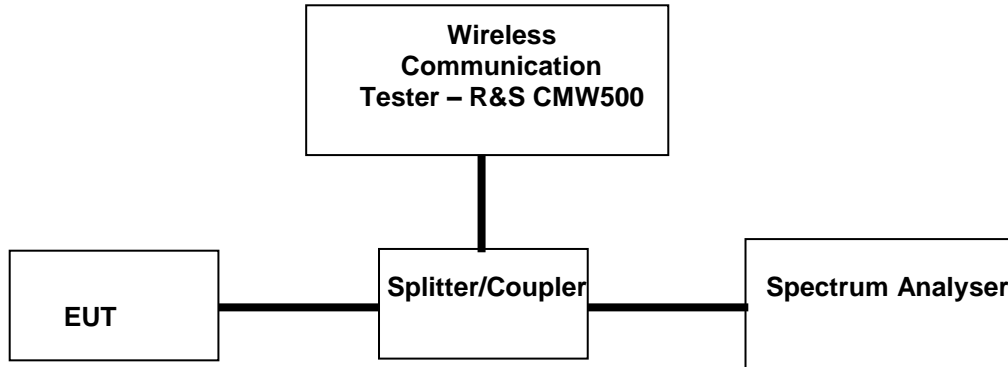 Wireless
Communication
Tester – R&S CMW500
Splitter/Coupler
Spectrum Analyser
EUT